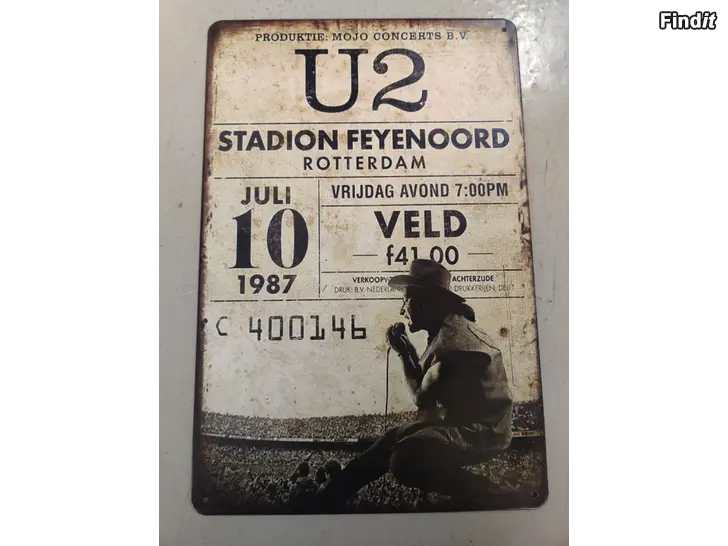 Findit
PRODUKTIE: MOJO CONCERTS B.V.
U2
STADION FEYENOORD
ROTTERDAM
JULI
10
1987
VRIJDAG AVOND 7:00PM
VELD
f41.00
ACHTERZIJDE.
DRUK: B.V.
C 400146